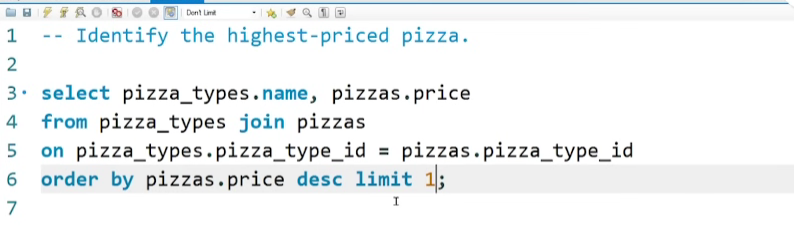 Don't Limit
1 -- Identify the highest-priced pizza.
2
3 select pizza_types.name, pizzas.price
4 from pizza_types join pizzas
5 on pizza_types.pizza_type_id = pizzas.pizza_type_id
6 order by pizzas.price desc limit 1;
7